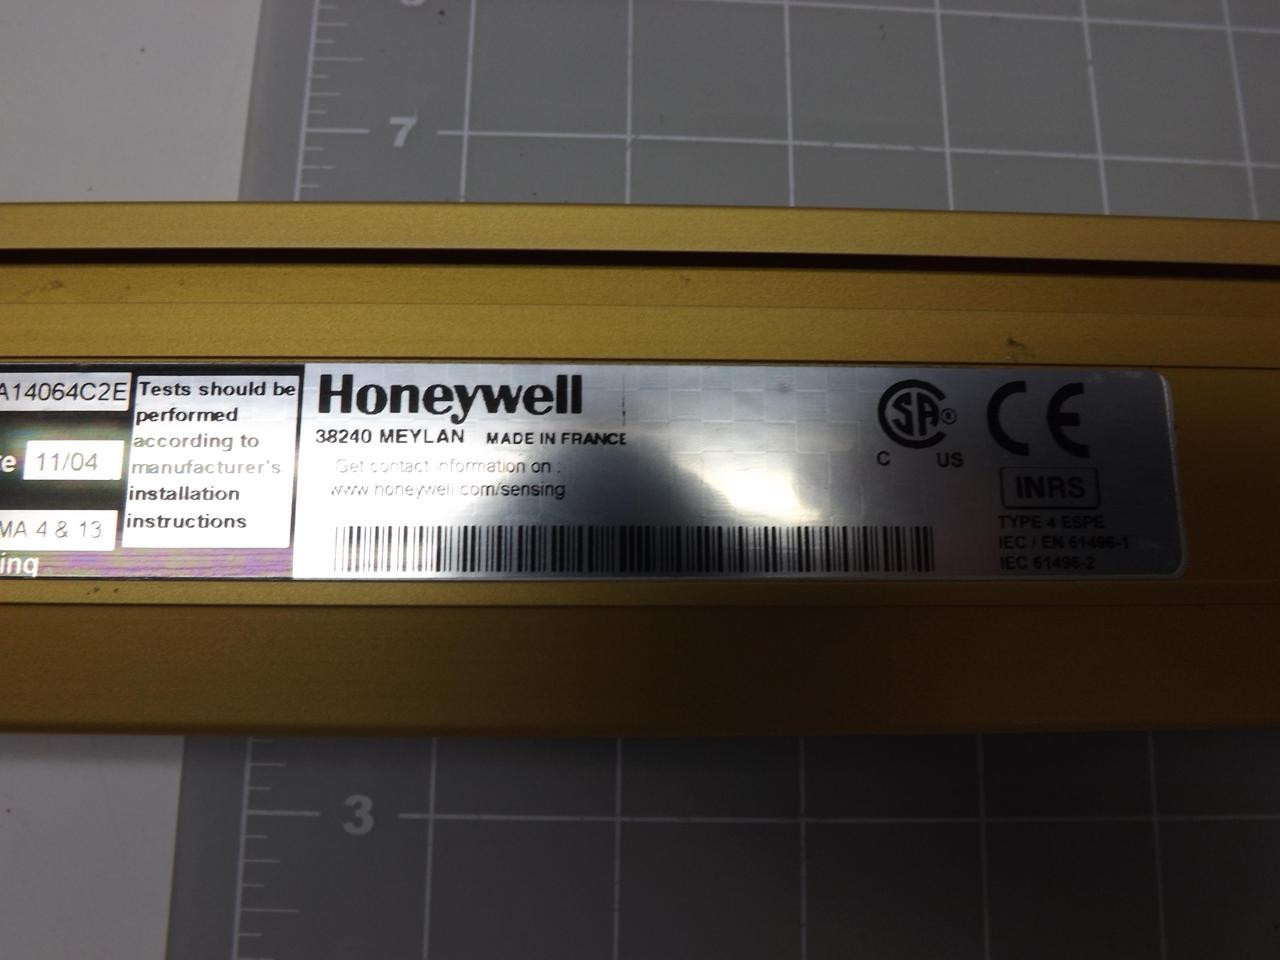 7
A14064C2E
re 11/04
MA 4 & 13
ing
Tests should be
performed
according to
manufacturer's
installation
instructions
Honeywell
38240 MEYLAN MADE IN FRANCE
Get contact information on :
www.honeywell.com/sensing
SA®
C US
CE
INRS
TYPE 4 ESPE
IEC / EN 61496-1
IEC 61496-2
3